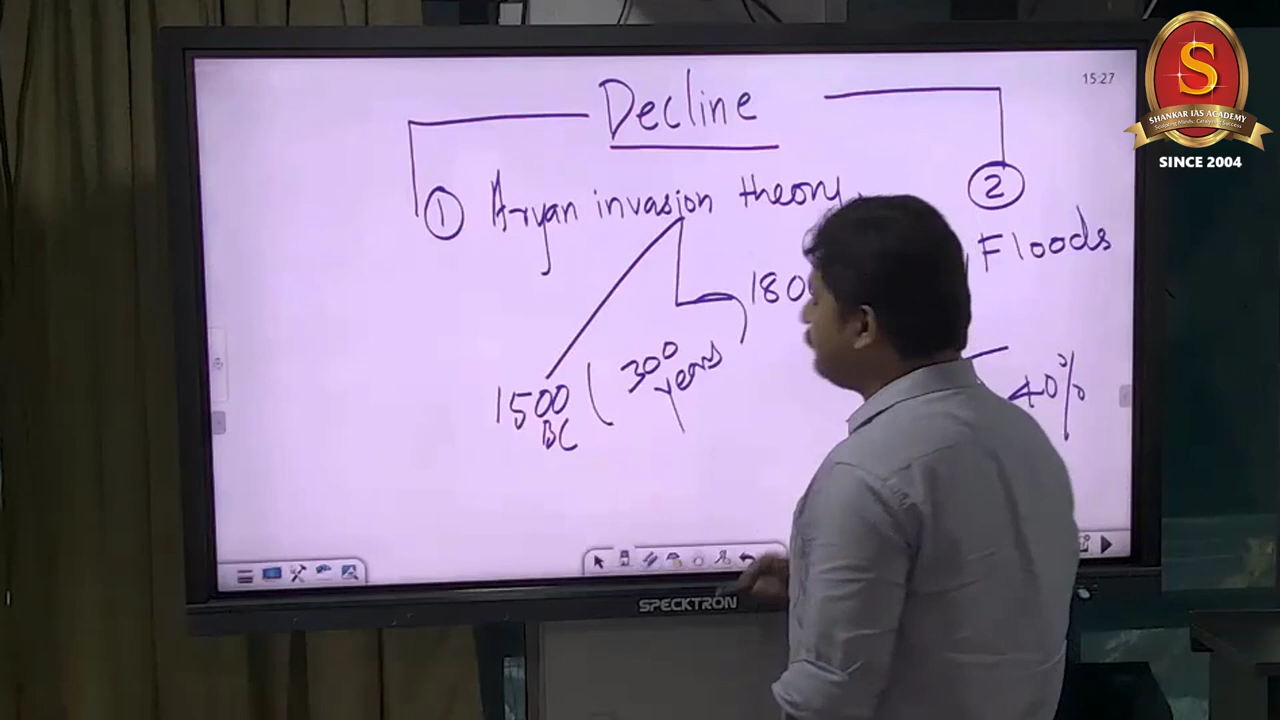 Decline
15:27
① Aryan invasion theory
②
Floods
180
300 years
1500 BC
40%
SPECKTRON
S
SHANKAR IAS ACADEMY
SINCE 2004